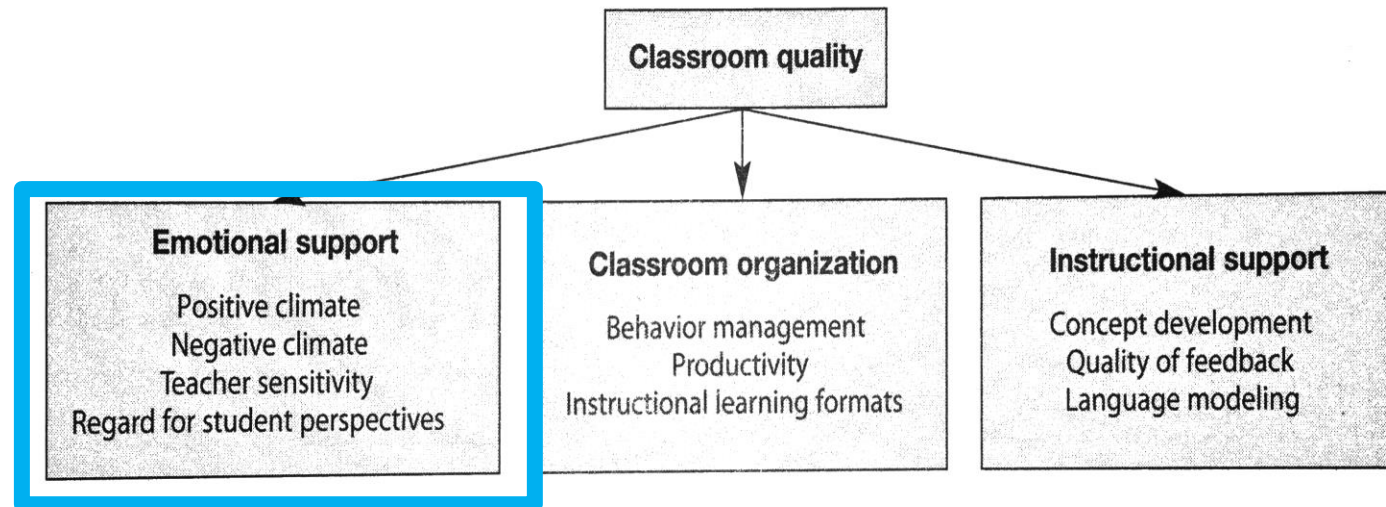 Classroom quality
Emotional support
Positive climate
Negative climate
Teacher sensitivity
Regard for student perspectives
Classroom organization
Behavior management
Productivity
Instructional learning formats
Instructional support
Concept development
Quality of feedback
Language modeling